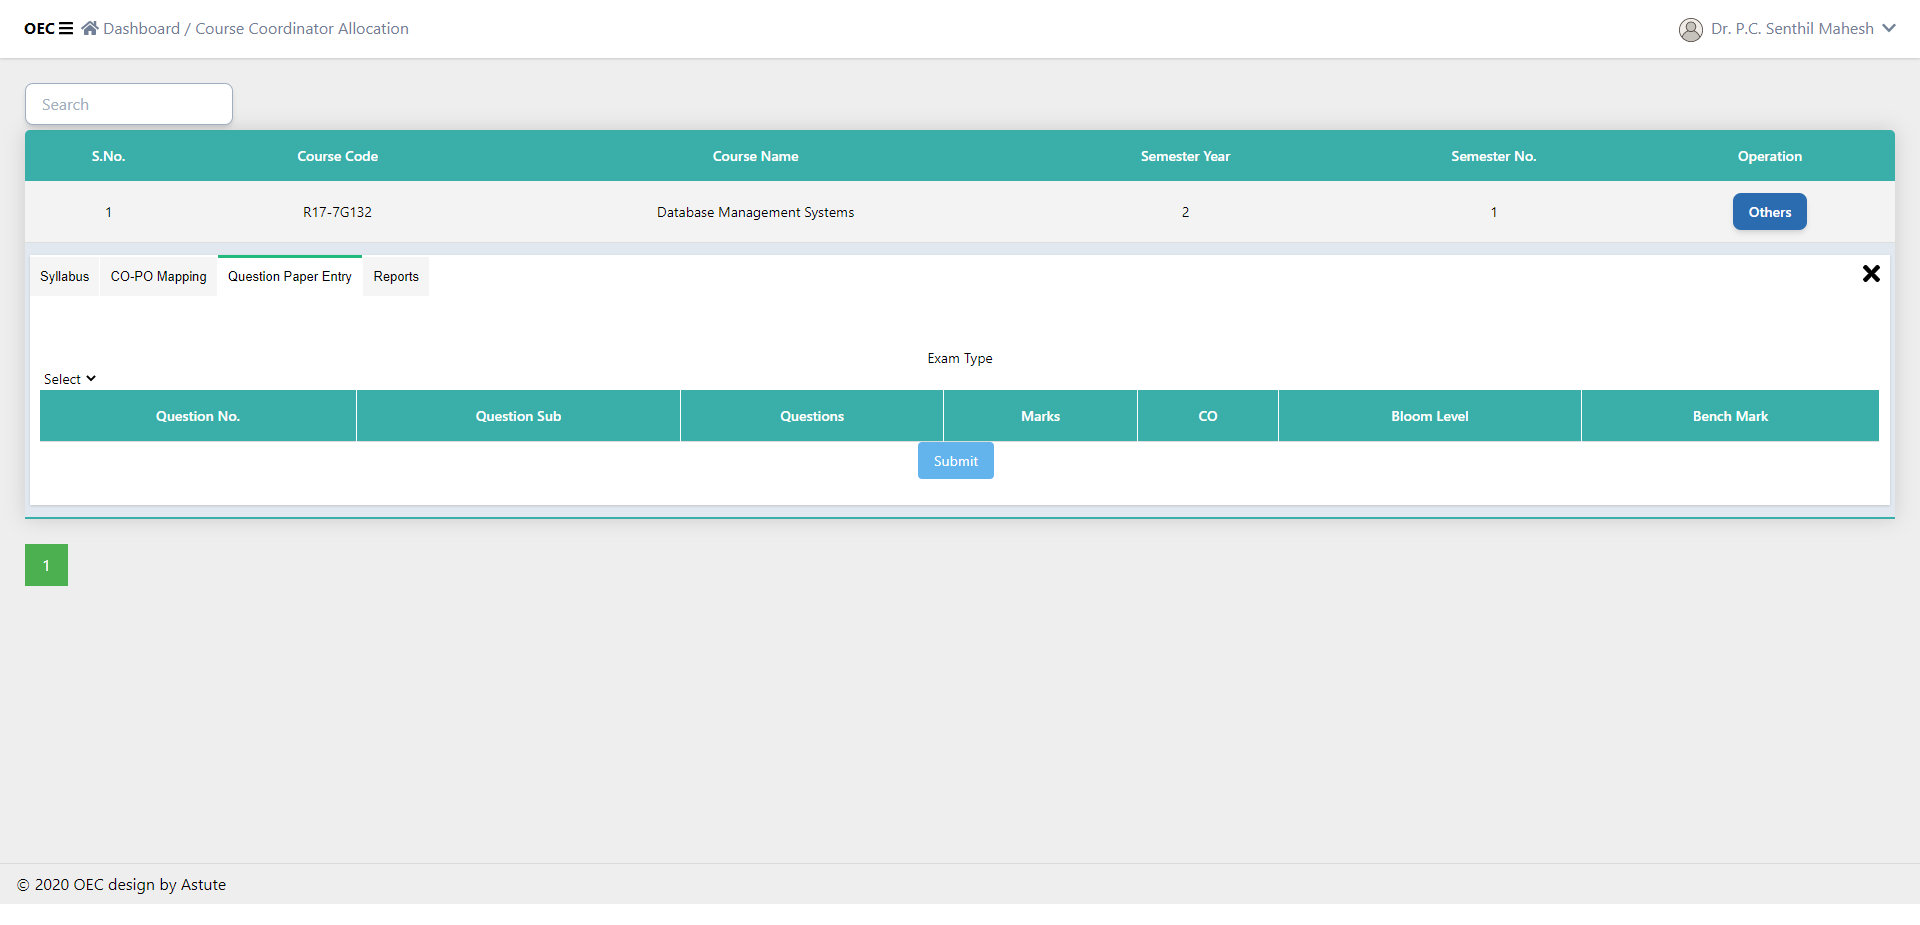 OEC Dashboard / Course Coordinator Allocation Dr. P.C. Senthil Mahesh
Search
S.No. Course Code Course Name Semester Year Semester No. Operation
1 R17-7G132 Database Management Systems 2 1 Others
Syllabus CO-PO Mapping Question Paper Entry Reports
Exam Type
Select
Question No. Question Sub Questions Marks CO Bloom Level Bench Mark
Submit
1
© 2020 OEC design by Astute